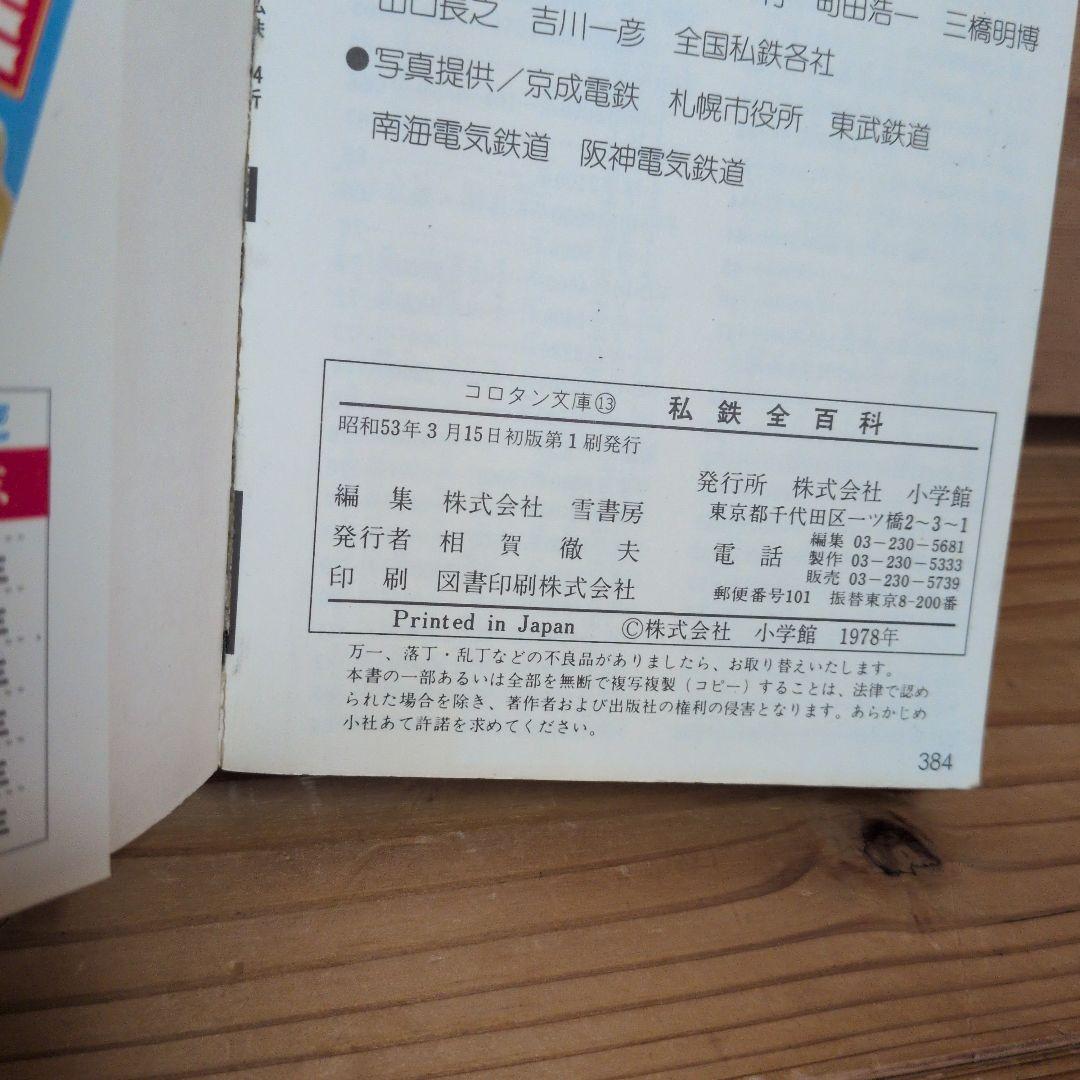 町田浩一 三橋明博
山口長之 吉川一彦 全国私鉄各社
●写真提供/京成電鉄 札幌市役所 東武鉄道
南海電気鉄道 阪神電気鉄道
コロタン文庫⑬ 私鉄全百科
昭和53年3月15日初版第1刷発行
編集 株式会社 雪書房
発行者 相賀徹夫
印刷 図書印刷株式会社
発行所 株式会社 小学館
東京都千代田区一ツ橋2〜3〜1
電話 編集 03-230-5681
製作 03-230-5333
販売 03-230-5739
郵便番号101 振替東京8-200番
Printed in Japan Ⓒ株式会社 小学館 1978年
万一、落丁・乱丁などの不良品がありましたら、お取り替えいたします。
本書の一部あるいは全部を無断で複写複製(コピー)することは、法律で認め
られた場合を除き、著作者および出版社の権利の侵害となります。あらかじめ
小社あて許諾を求めてください。
384